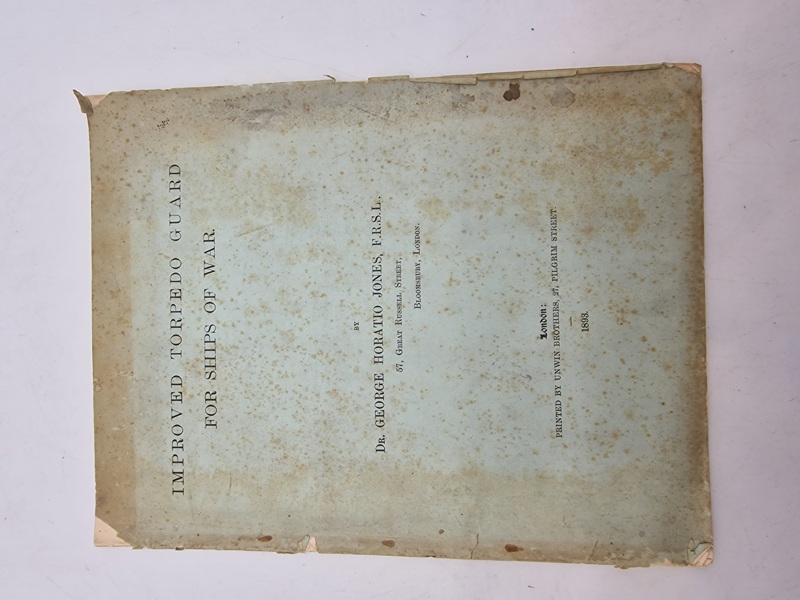 IMPROVED TORPEDO GUARD
FOR SHIPS OF WAR
BY
DR. GEORGE HORATIO JONES, F.R.S.L.,
57, GREAT RUSSELL STREET,
BLOOMSBURY, LONDON.
London:
PRINTED BY UNWIN BROTHERS, 27, PILGRIM STREET.
1893.